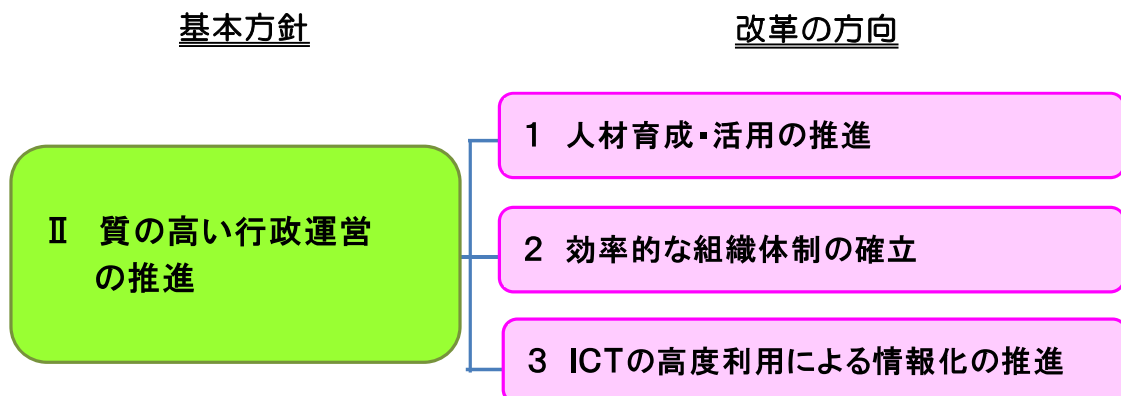 基本方針
改革の方向
1 人材育成・活用の推進
Ⅱ 質の高い行政運営
の推進
2 効率的な組織体制の確立
3 ICTの高度利用による情報化の推進